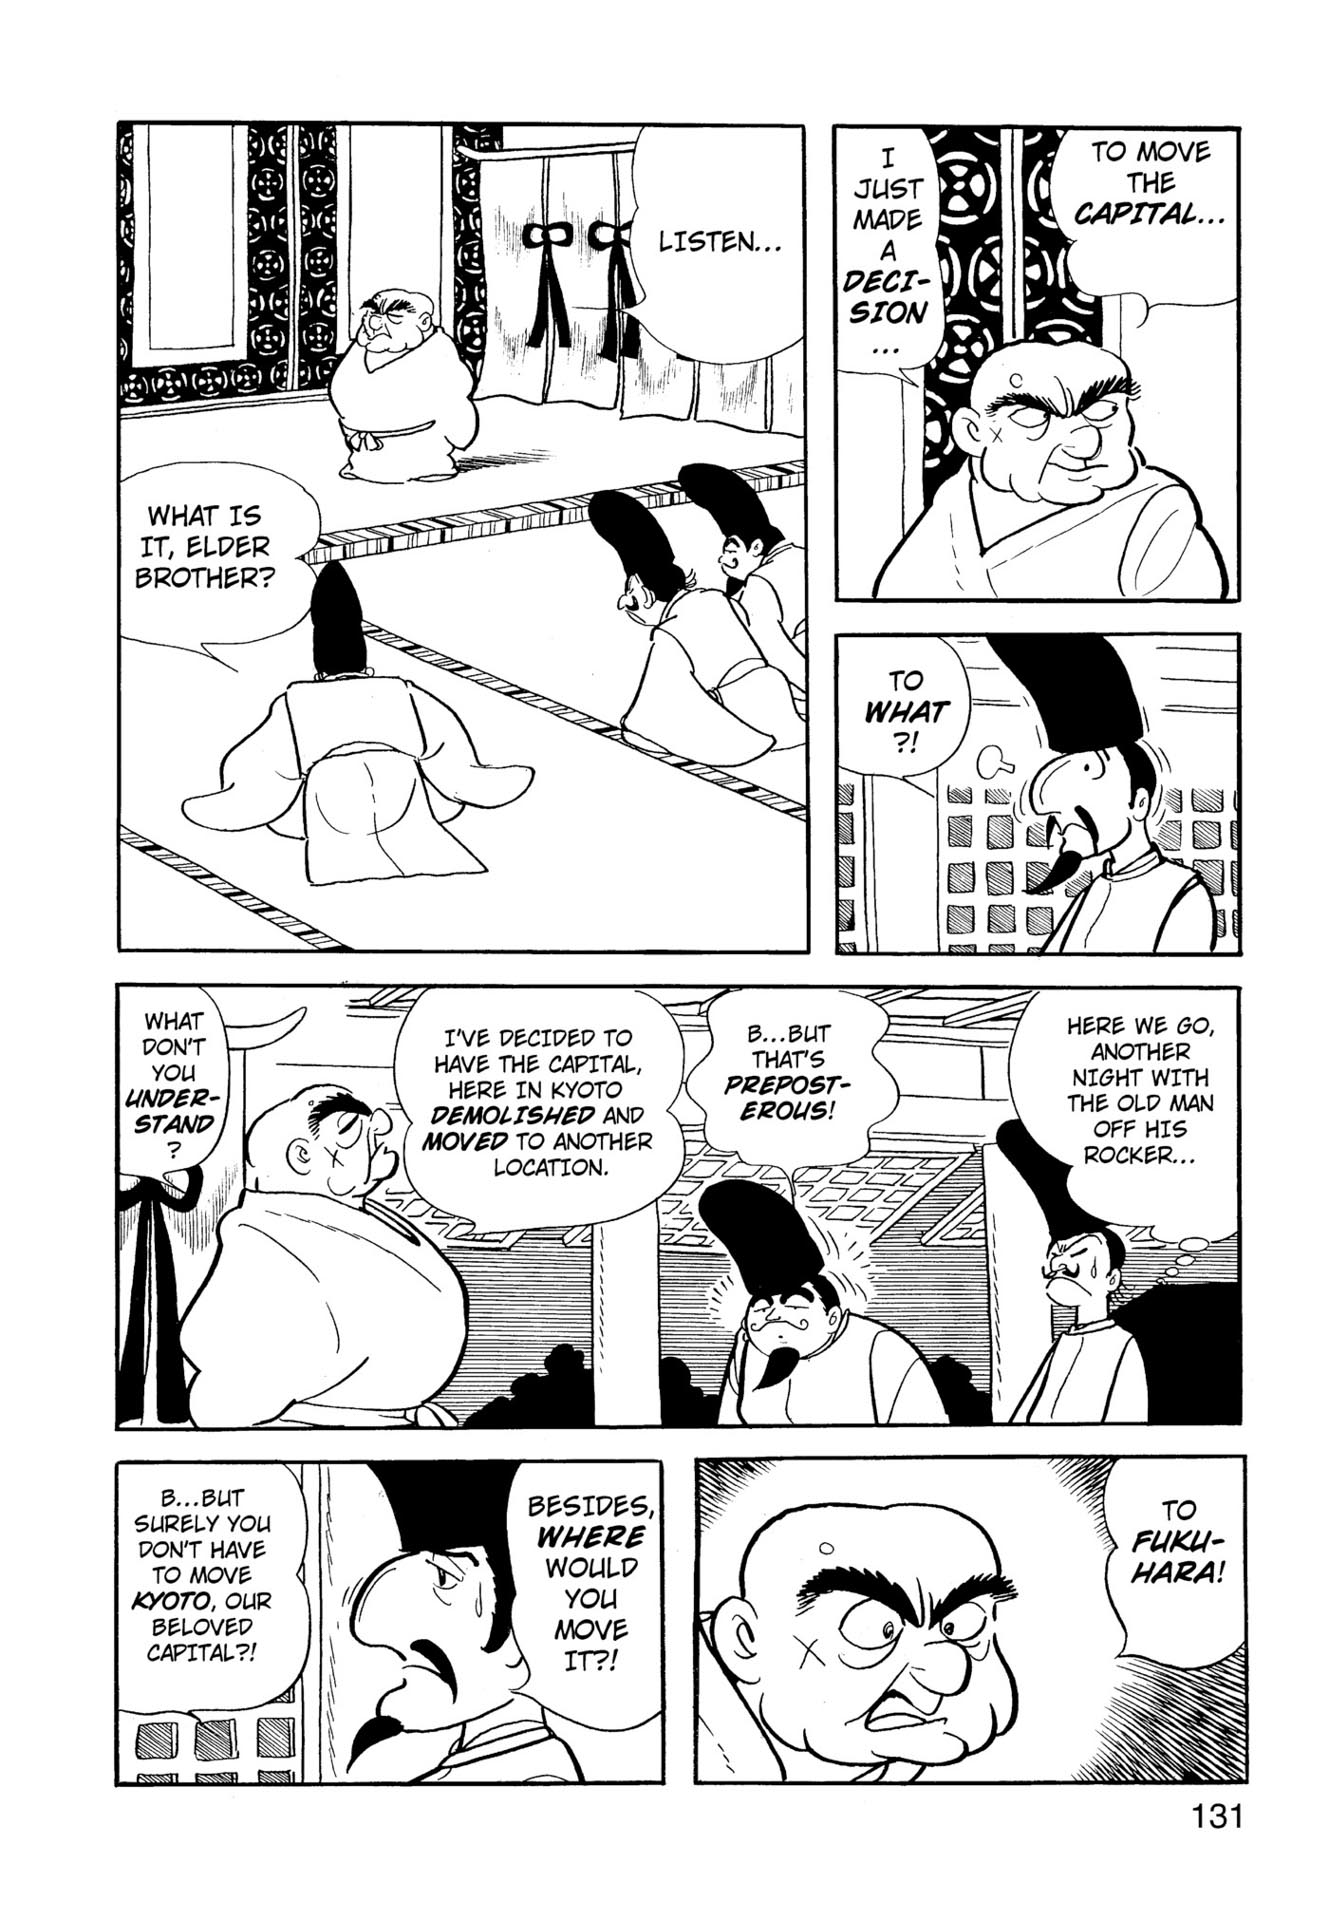 LISTEN...
WHAT IS
IT, ELDER
BROTHER?
I
JUST
MADE
A
DECI-
SION
...
TO MOVE
THE
CAPITAL...
TO
WHAT
?!
WHAT
DON'T
YOU
UNDER-
STAND
?
I'VE DECIDED TO
HAVE THE CAPITAL,
HERE IN KYOTO
DEMOLISHED AND
MOVED TO ANOTHER
LOCATION.
B...BUT
THAT'S
PREPOST-
EROUS!
HERE WE GO,
ANOTHER
NIGHT WITH
THE OLD MAN
OFF HIS
ROCKER...
B...BUT
SURELY YOU
DON'T HAVE
TO MOVE
KYOTO, OUR
BELOVED
CAPITAL?!
BESIDES,
WHERE
WOULD
YOU
MOVE
IT?!
TO
FUKU-
HARA!
131